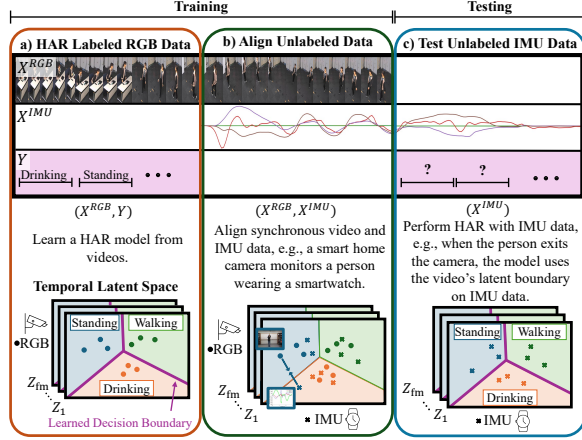 Training
Testing
a) HAR Labeled RGB Data
b) Align Unlabeled Data
c) Test Unlabeled IMU Data
X^RGB
X^IMU
Y
Drinking
Standing
• • •
?
?
• • •
(X^RGB, Y)
(X^RGB, X^IMU)
(X^IMU)
Learn a HAR model from
videos.
Align synchronous video and
IMU data, e.g., a smart home
camera monitors a person
wearing a smartwatch.
Perform HAR with IMU data,
e.g., when the person exits
the camera, the model uses
the video's latent boundary
on IMU data.
Temporal Latent Space
Standing
Walking
Drinking
•RGB
Z_fm
Z_1
Learned Decision Boundary
•RGB
Z_fm
Z_1
× IMU
Standing
Walking
Drinking
Z_fm
Z_1
× IMU